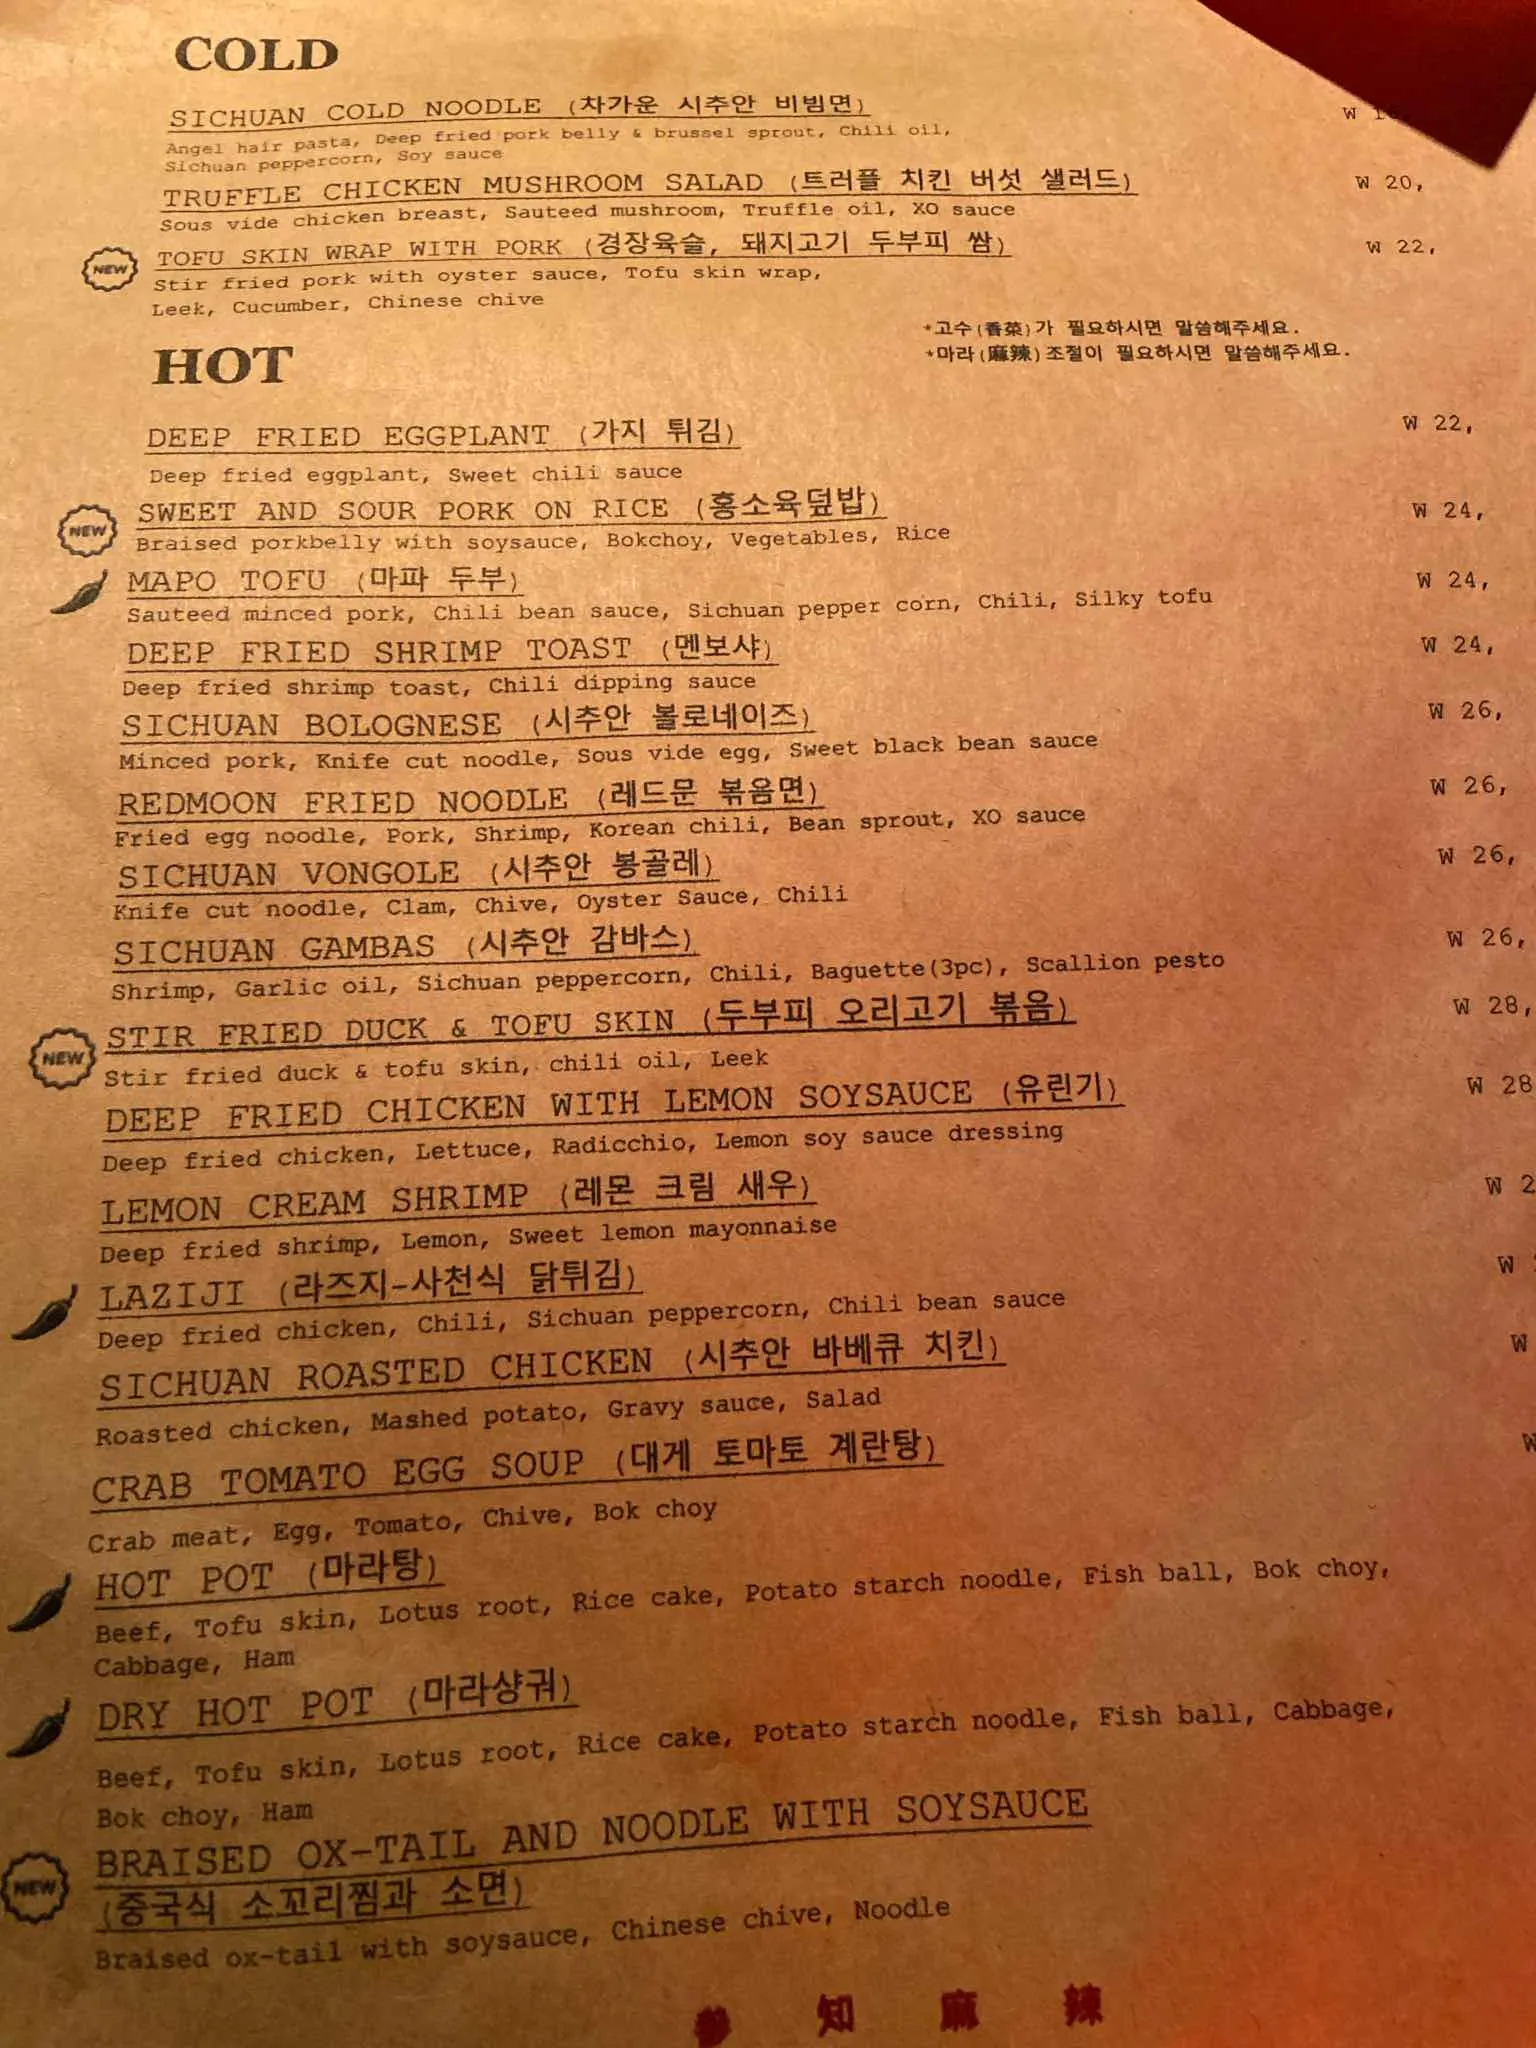 COLD
SICHUAN COLD NOODLE (차가운 시추안 비빔면)
W
Angel hair pasta, Deep fried pork belly & brussel sprout, Chili oil,
Sichuan peppercorn, Soy sauce
TRUFFLE CHICKEN MUSHROOM SALAD (트러플 치킨 버섯 샐러드)
W 20,
Sous vide chicken breast, Sauteed mushroom, Truffle oil, XO sauce
NEW
TOFU SKIN WRAP WITH PORK (경장육슬, 돼지고기 두부피 쌈)
W 22,
Stir fried pork with oyster sauce, Tofu skin wrap,
Leek, Cucumber, Chinese chive
*고수(香菜)가 필요하시면 말씀해주세요.
*마라(麻辣)조절이 필요하시면 말씀해주세요.
HOT
DEEP FRIED EGGPLANT (가지 튀김)
W 22,
Deep fried eggplant, Sweet chili sauce
NEW
SWEET AND SOUR PORK ON RICE (홍소육덮밥)
W 24,
Braised porkbelly with soysauce, Bokchoy, Vegetables, Rice
MAPO TOFU (마파 두부)
W 24,
Sauteed minced pork, Chili bean sauce, Sichuan pepper corn, Chili, Silky tofu
DEEP FRIED SHRIMP TOAST (멘보샤)
W 24,
Deep fried shrimp toast, Chili dipping sauce
SICHUAN BOLOGNESE (시추안 볼로네이즈)
W 26,
Minced pork, Knife cut noodle, Sous vide egg, Sweet black bean sauce
REDMOON FRIED NOODLE (레드문 볶음면)
W 26,
Fried egg noodle, Pork, Shrimp, Korean chili, Bean sprout, XO sauce
SICHUAN VONGOLE (시추안 봉골레)
W 26,
Knife cut noodle, Clam, Chive, Oyster Sauce, Chili
SICHUAN GAMBAS (시추안 감바스)
W 26,
Shrimp, Garlic oil, Sichuan peppercorn, Chili, Baguette(3pc), Scallion pesto
NEW
STIR FRIED DUCK & TOFU SKIN (두부피 오리고기 볶음)
W 28,
Stir fried duck & tofu skin, chili oil, Leek
DEEP FRIED CHICKEN WITH LEMON SOYSAUCE (유린기)
W 28
Deep fried chicken, Lettuce, Radicchio, Lemon soy sauce dressing
LEMON CREAM SHRIMP (레몬 크림 새우)
W 2
Deep fried shrimp, Lemon, Sweet lemon mayonnaise
LAZIJI (라즈지-사천식 닭튀김)
W
Deep fried chicken, Chili, Sichuan peppercorn, Chili bean sauce
SICHUAN ROASTED CHICKEN (시추안 바베큐 치킨)
W
Roasted chicken, Mashed potato, Gravy sauce, Salad
CRAB TOMATO EGG SOUP (대게 토마토 계란탕)
W
Crab meat, Egg, Tomato, Chive, Bok choy
HOT POT (마라탕)
Beef, Tofu skin, Lotus root, Rice cake, Potato starch noodle, Fish ball, Bok choy,
Cabbage, Ham
DRY HOT POT (마라샹궈)
Beef, Tofu skin, Lotus root, Rice cake, Potato starch noodle, Fish ball, Cabbage,
Bok choy, Ham
NEW
BRAISED OX-TAIL AND NOODLE WITH SOYSAUCE
(중국식 소꼬리찜과 소면)
Braised ox-tail with soysauce, Chinese chive, Noodle
參 知 麻 辣